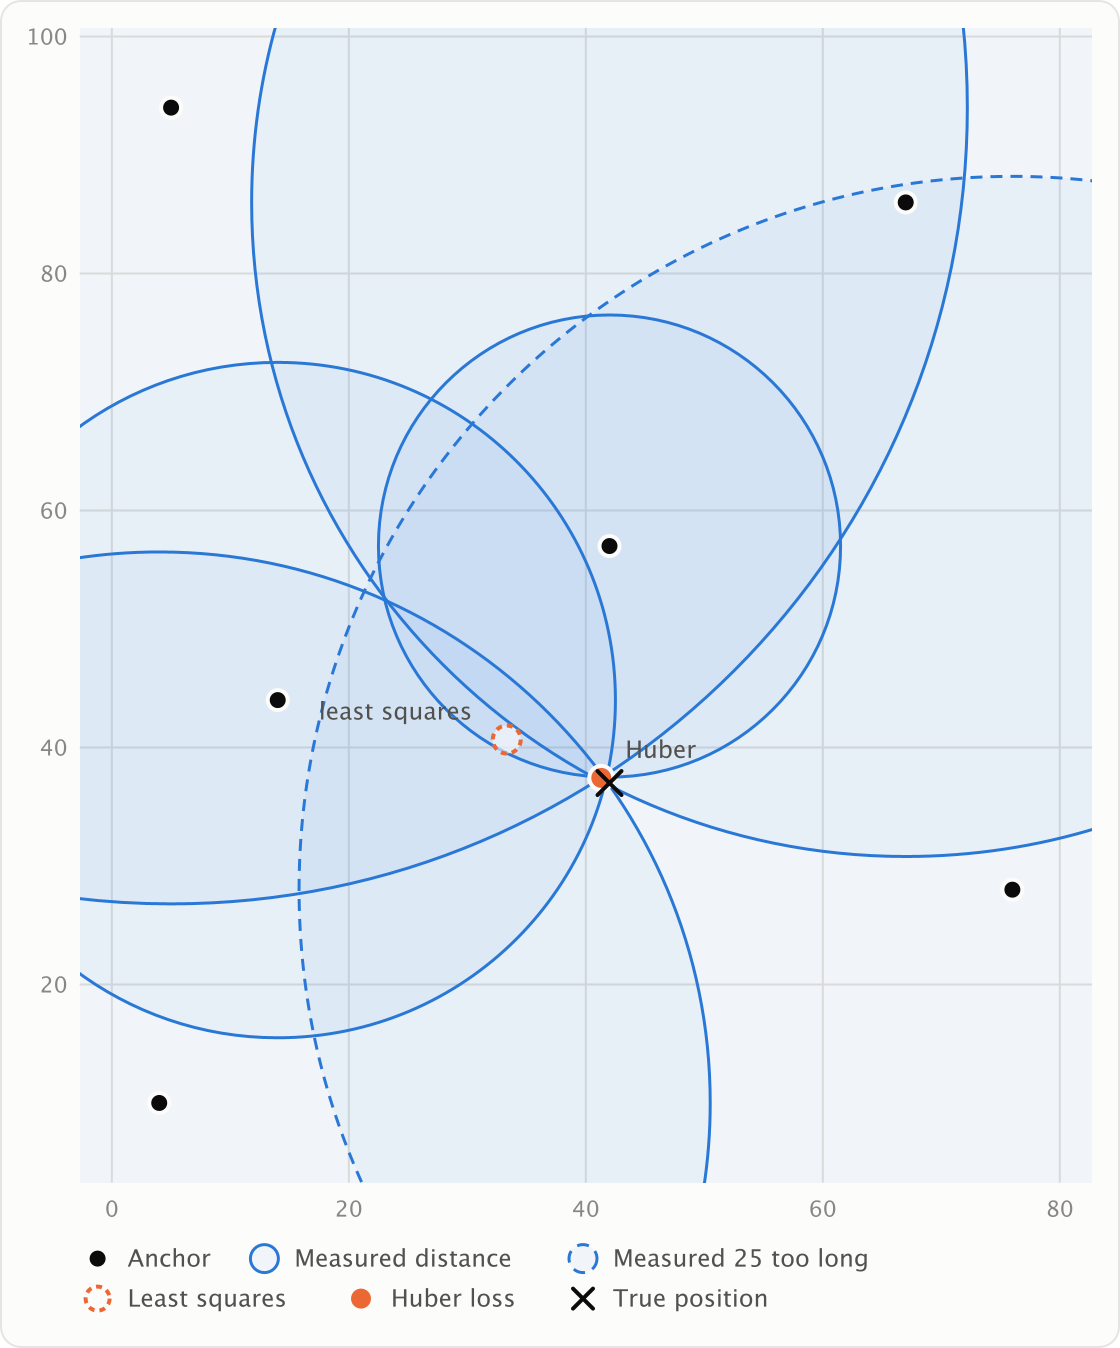 100
80
60
40
20
least squares
Huber
0 20 40 60 80
Anchor Measured distance Measured 25 too long
Least squares Huber loss True position